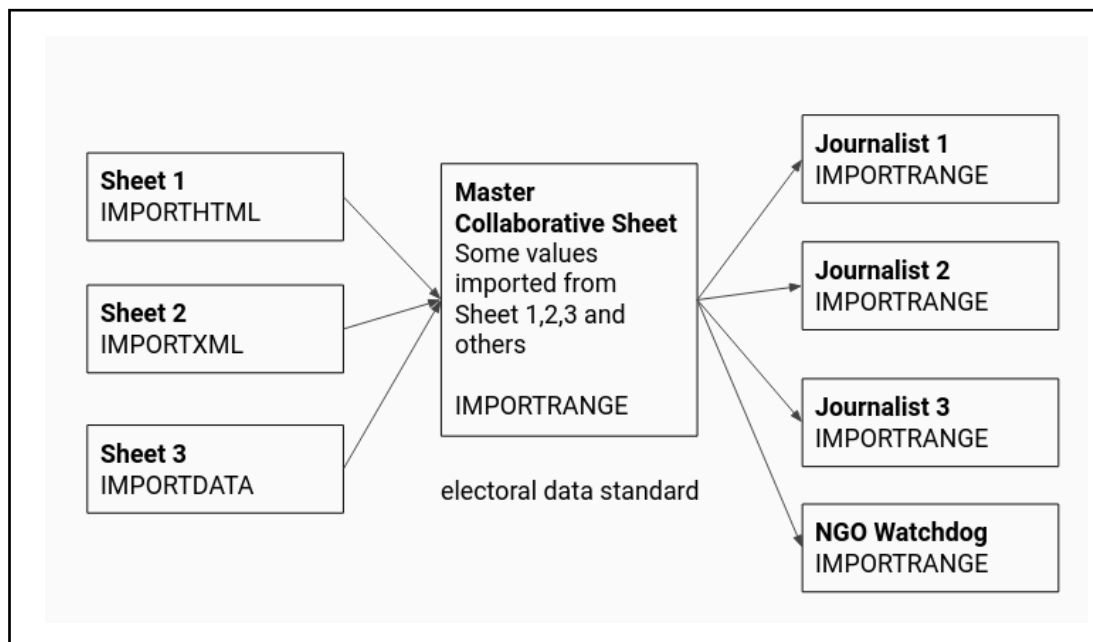 Sheet 1
IMPORTHTML
Sheet 2
IMPORTXML
Sheet 3
IMPORTDATA
Master
Collaborative Sheet
Some values
imported from
Sheet 1,2,3 and
others
IMPORTRANGE
electoral data standard
Journalist 1
IMPORTRANGE
Journalist 2
IMPORTRANGE
Journalist 3
IMPORTRANGE
NGO Watchdog
IMPORTRANGE